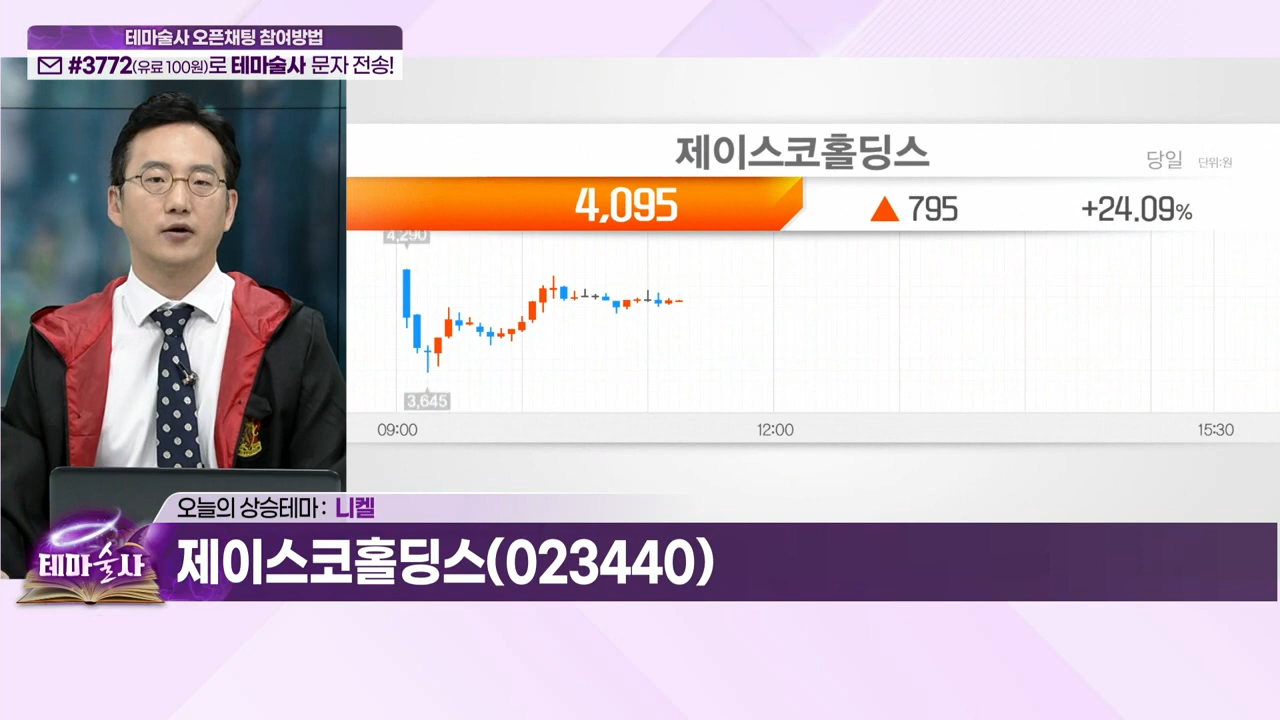 테마술사 오픈채팅 참여방법
#3772(유료 100원)로 테마술사 문자 전송!
제이스코홀딩스
당일 단위:원
4,095 ▲ 795 +24.09%
4,290
3,645
09:00 12:00 15:30
오늘의 상승테마 : 니켈
테마술사
제이스코홀딩스(023440)